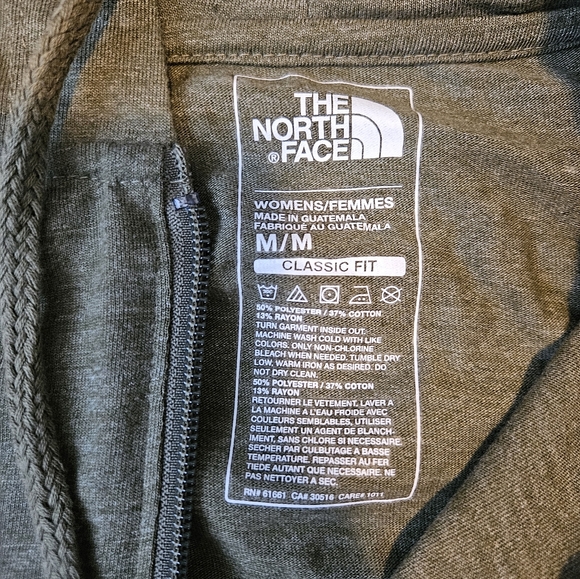 THE
NORTH
® FACE
WOMENS/FEMMES
MADE IN GUATEMALA
FABRIQUÉ AU GUATEMALA
M/M
CLASSIC FIT
50% POLYESTER / 37% COTTON
13% RAYON
TURN GARMENT INSIDE OUT.
MACHINE WASH COLD WITH LIKE
COLORS. ONLY NON-CHLORINE
BLEACH WHEN NEEDED. TUMBLE DRY
LOW, WARM IRON AS DESIRED. DO
NOT DRY CLEAN.
50% POLYESTER / 37% COTON
13% RAYON
RETOURNER LE VETEMENT. LAVER A
LA MACHINE A L'EAU FROIDE AVEC
COULEURS SEMBLABLES, UTILISER
SEULEMENT UN AGENT DE BLANCH-
IMENT, SANS CHLORE SI NECESSAIRE.
SECHER PAR CULBUTAGE A BASSE
TEMPERATURE. REPASSER AU FER
TIEDE AUTANT QUE NECESSAIRE. NE
PAS NETTOYER A SEC.
RN# 61661 CA# 30516 CARE# 1011